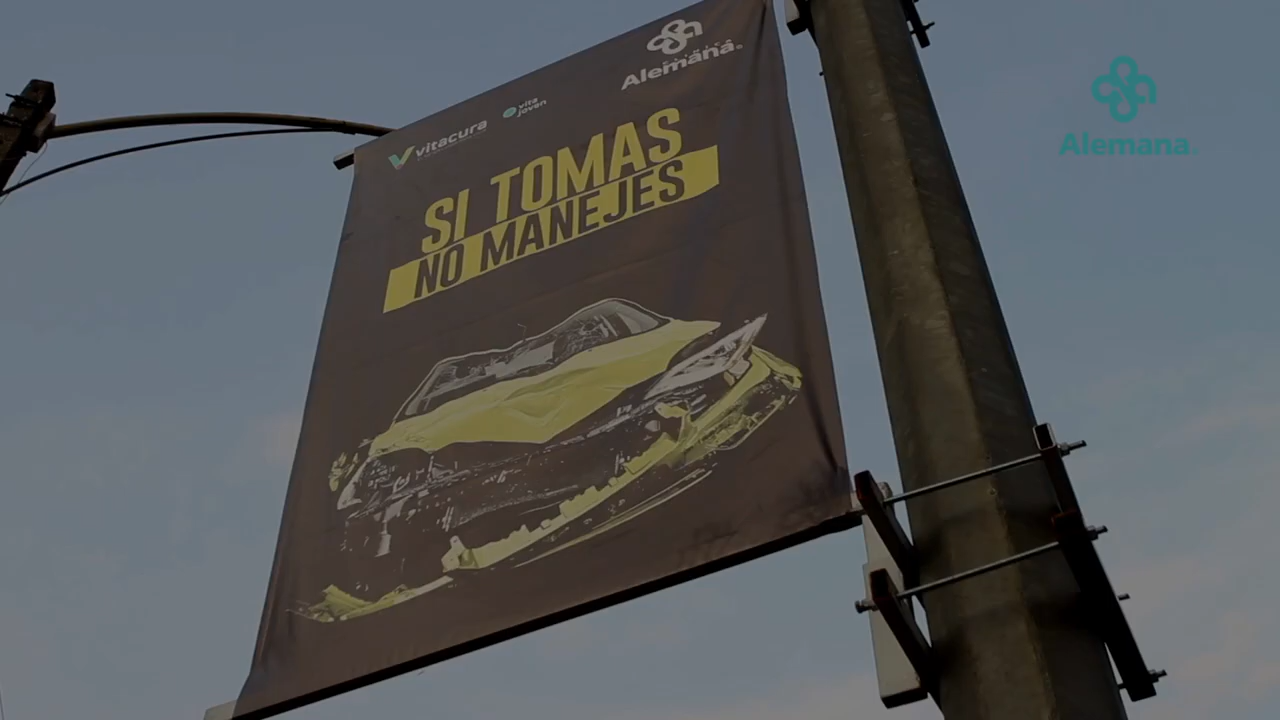 Alemana
vitacura
vita
joven
SI TOMAS
NO MANEJES
Alemana